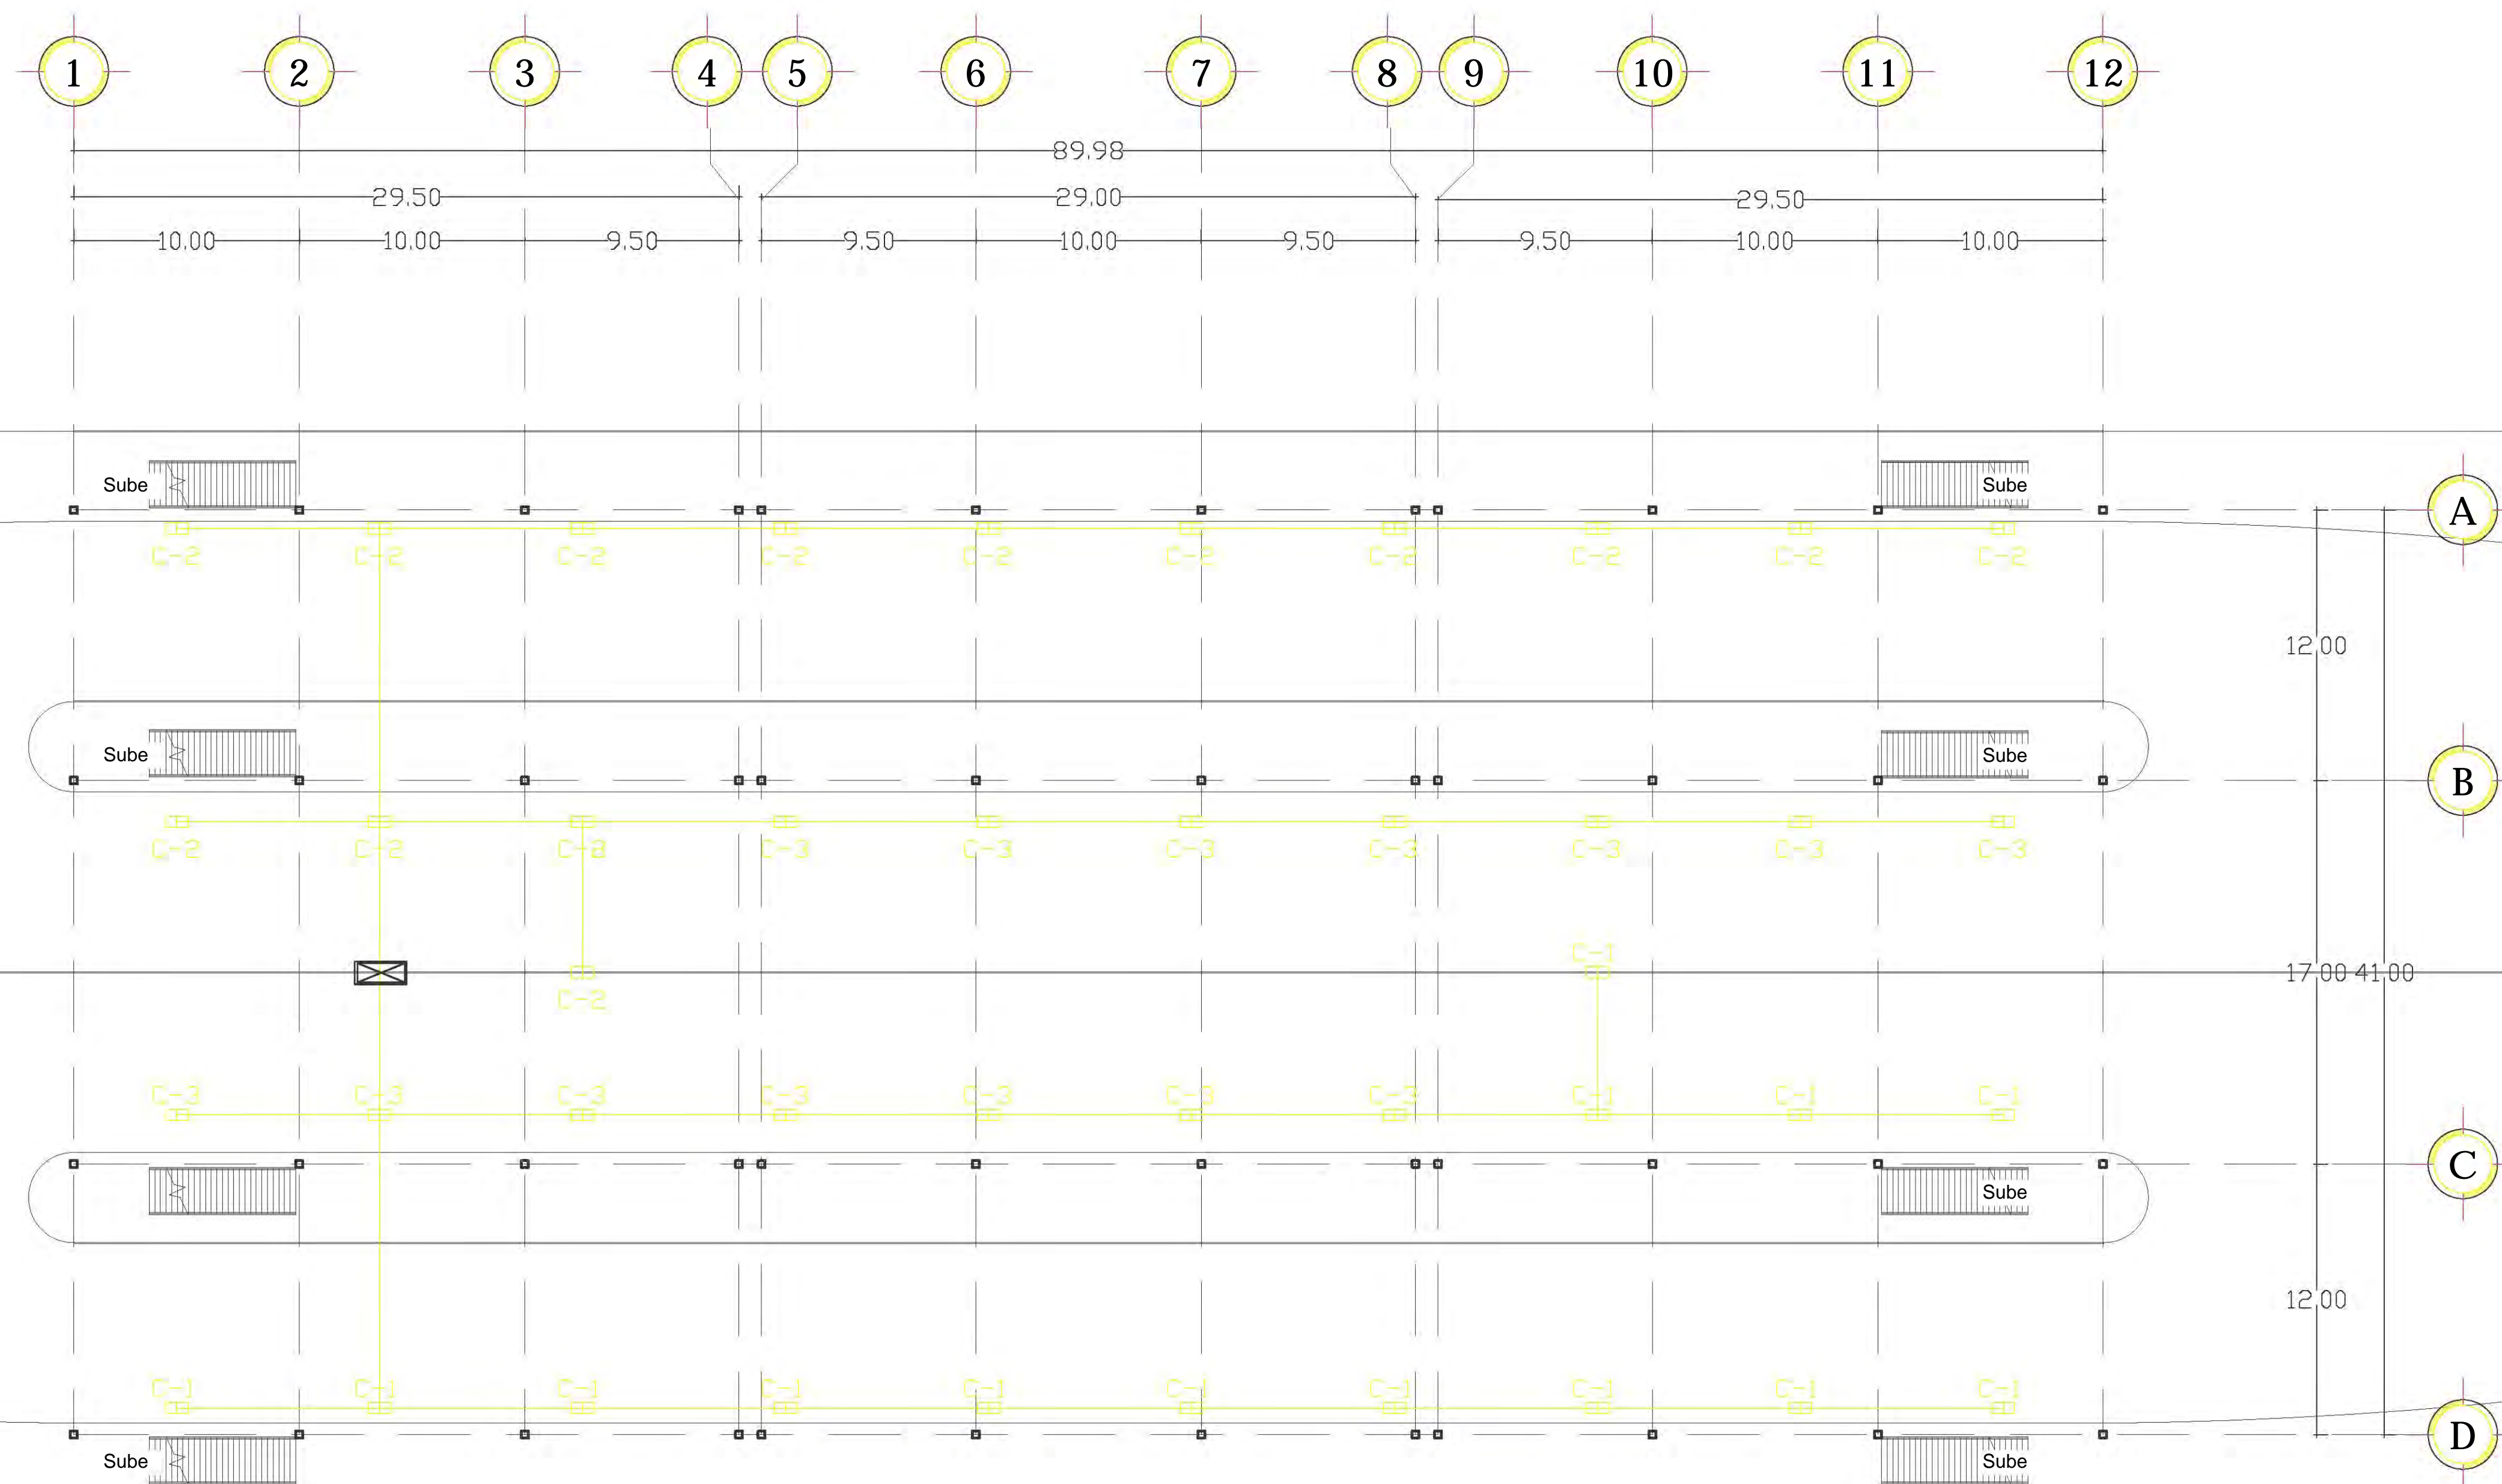 1 2 3 4 5 6 7 8 9 10 11 12
89.98
29.50 29.00 29.50
10.00 10.00 9.50 9.50 10.00 9.50 9.50 10.00 10.00
Sube Sube
A
C-2 C-2 C-2 C-2 C-2 C-2 C-2 C-2 C-2 C-2
12.00
Sube Sube
B
C-2 C-2 C-3 C-3 C-3 C-3 C-3 C-3 C-3
C-1
17.00 41.00
C-2
C-3 C-3 C-3 C-3 C-3 C-3 C-3 C-1 C-1 C-1
C
Sube
12.00
C-1 C-1 C-1 C-1 C-1 C-1 C-1 C-1 C-1 C-1
D
Sube Sube